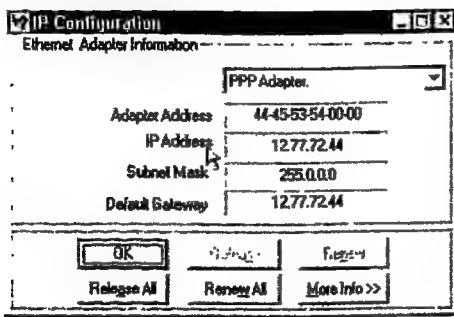 IP Configuration
Ethernet Adapter Information
PPP Adapter.
Adapter Address 44-45-53-54-00-00
IP Address 12.77.72.44
Subnet Mask 255.0.0.0
Default Gateway 12.77.72.44
OK Release Renew
Release All Renew All More Info >>